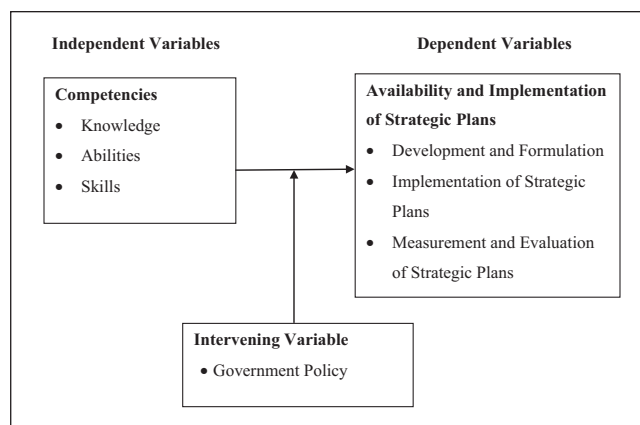 Independent Variables
Dependent Variables
Competencies
• Knowledge
• Abilities
• Skills
Availability and Implementation
of Strategic Plans
• Development and Formulation
• Implementation of Strategic
Plans
• Measurement and Evaluation
of Strategic Plans
Intervening Variable
• Government Policy